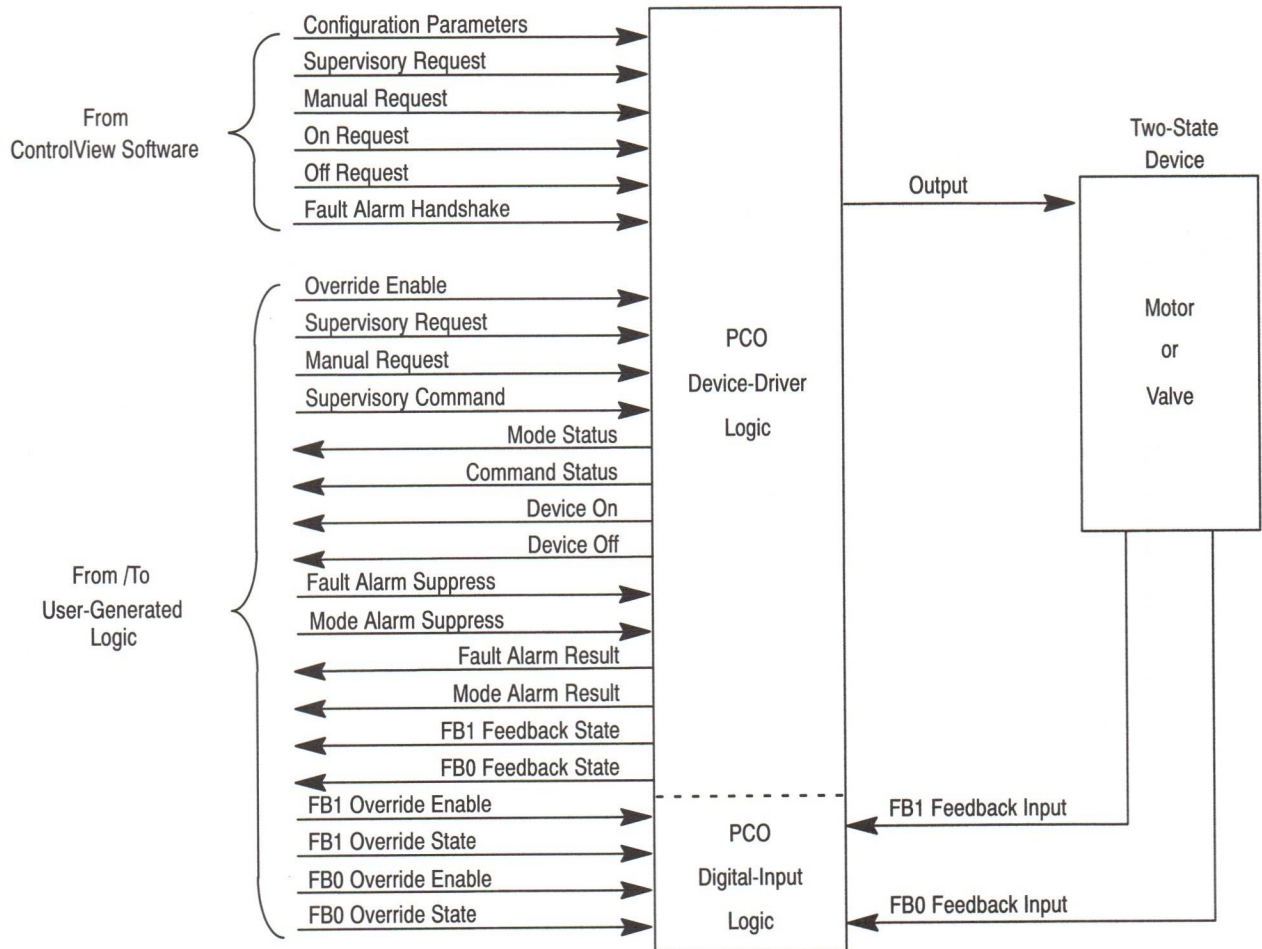 From
ControlView Software
Configuration Parameters
Supervisory Request
Manual Request
On Request
Off Request
Fault Alarm Handshake
From /To
User-Generated
Logic
Override Enable
Supervisory Request
Manual Request
Supervisory Command
Mode Status
Command Status
Device On
Device Off
Fault Alarm Suppress
Mode Alarm Suppress
Fault Alarm Result
Mode Alarm Result
FB1 Feedback State
FB0 Feedback State
FB1 Override Enable
FB1 Override State
FB0 Override Enable
FB0 Override State
PCO
Device-Driver
Logic
PCO
Digital-Input
Logic
Output
Two-State
Device
Motor
or
Valve
FB1 Feedback Input
FB0 Feedback Input